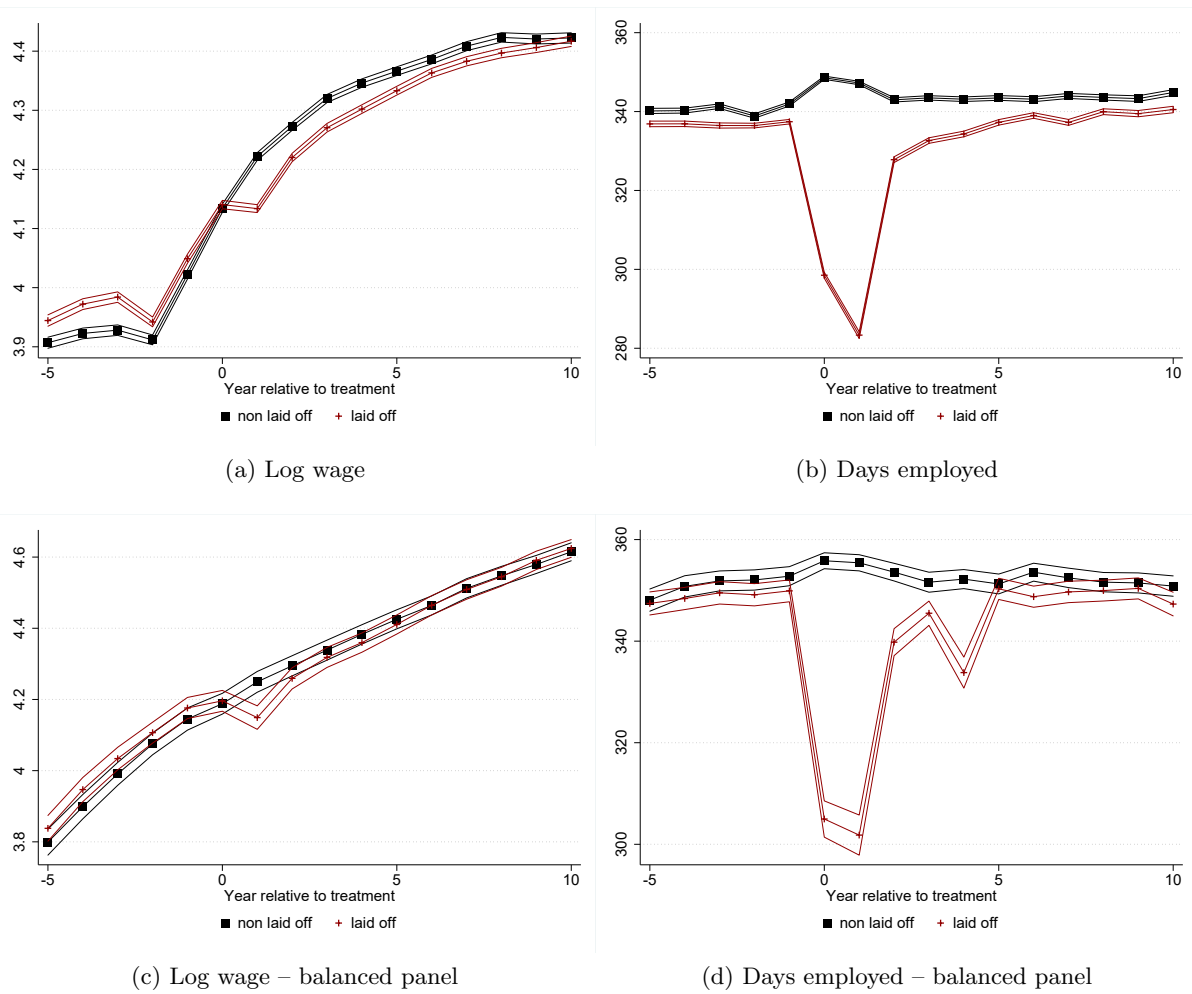 4.4
4.3
4.2
4.1
4
3.9
-5 0 5 10
Year relative to treatment
non laid off laid off
(a) Log wage
360
340
320
300
280
-5 0 5 10
Year relative to treatment
non laid off laid off
(b) Days employed
4.6
4.4
4.2
4
3.8
-5 0 5 10
Year relative to treatment
non laid off laid off
(c) Log wage – balanced panel
360
340
320
300
-5 0 5 10
Year relative to treatment
non laid off laid off
(d) Days employed – balanced panel